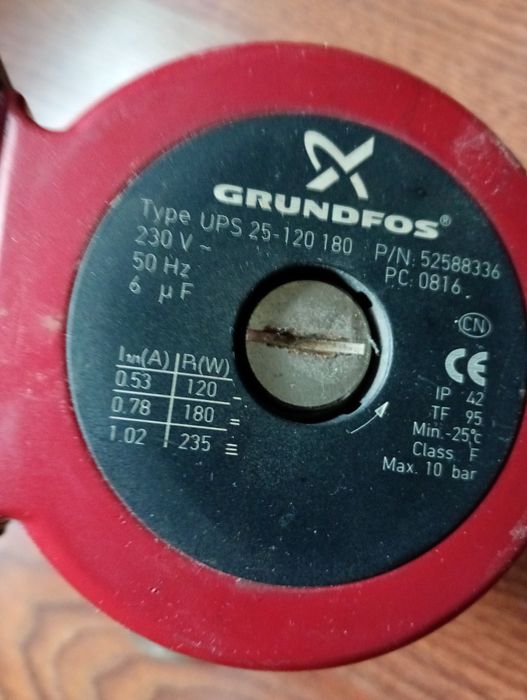 GRUNDFOS®
Type UPS 25-120 180 P/N: 52588336
230 V ~ PC: 0816
50 Hz
6 µF
CN
CE
I1/1(A) P1(W)
0.53 120 –
0.78 180 =
1.02 235 ≡
IP 42
TF 95
Min.-25°c
Class F
Max. 10 bar